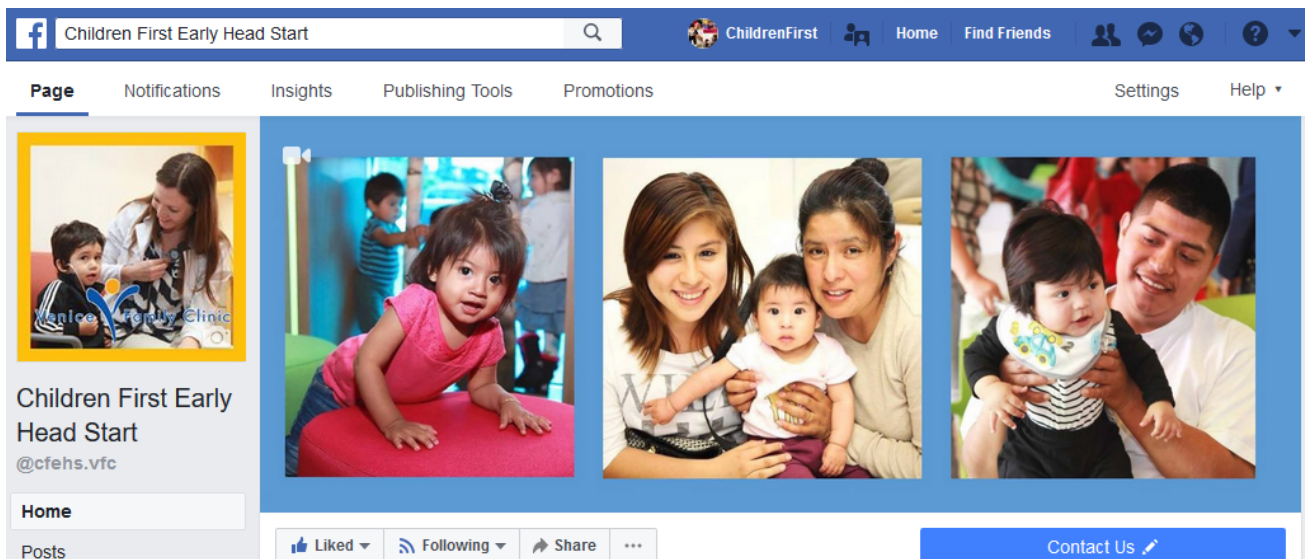 f Children First Early Head Start ChildrenFirst Home Find Friends ?
Page Notifications Insights Publishing Tools Promotions Settings Help
Venice Family Clinic
Children First Early
Head Start
@cfehs.vfc
Home
Posts
Liked Following Share ... Contact Us